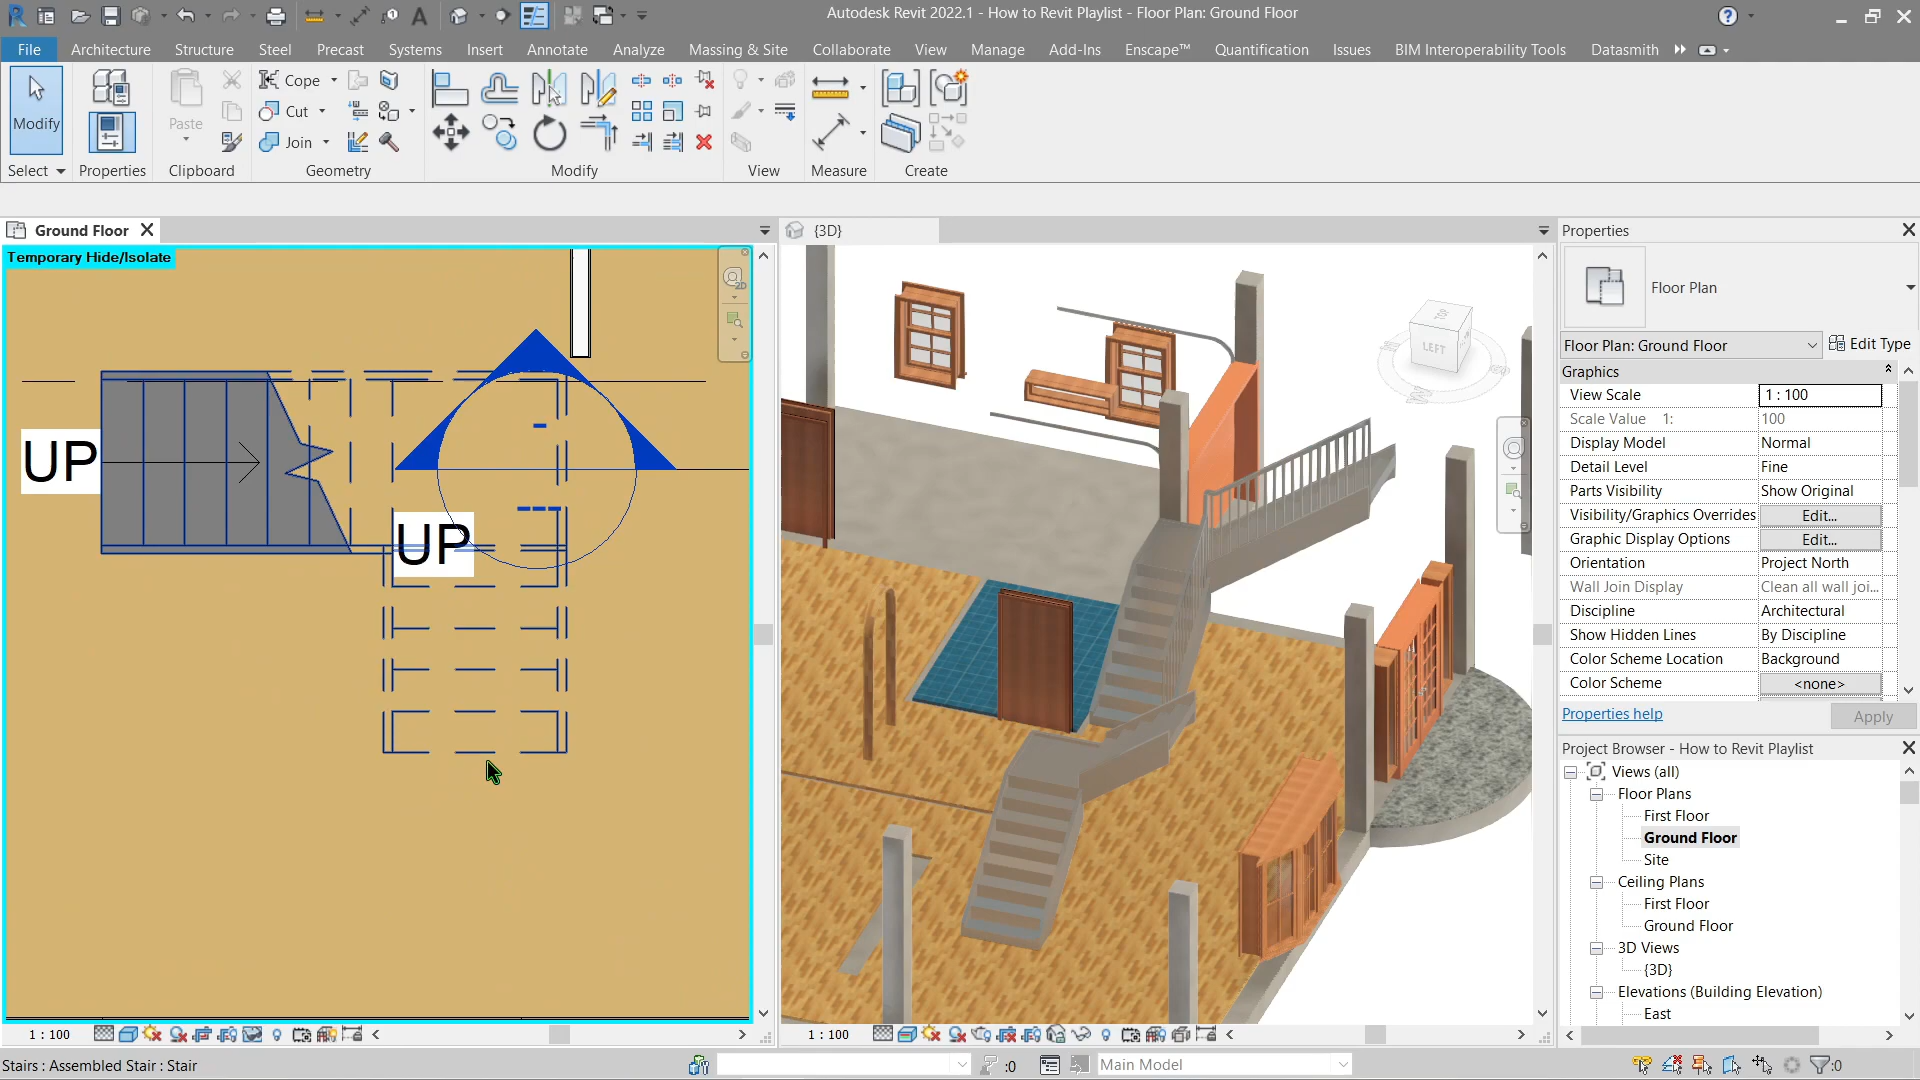 Autodesk Revit 2022.1 - How to Revit Playlist - Floor Plan: Ground Floor
File Architecture Structure Steel Precast Systems Insert Annotate Analyze Massing & Site Collaborate View Manage Add-Ins Enscape™ Quantification Issues BIM Interoperability Tools Datasmith
Modify
Paste
Cope
Cut
Join
Select Properties Clipboard Geometry Modify View Measure Create
Ground Floor
{3D}
Temporary Hide/Isolate
UP
UP
TOP
LEFT
1 : 100
1 : 100
Properties
Floor Plan
Floor Plan: Ground Floor
Edit Type
Graphics
View Scale 1 : 100
Scale Value 1: 100
Display Model Normal
Detail Level Fine
Parts Visibility Show Original
Visibility/Graphics Overrides Edit...
Graphic Display Options Edit...
Orientation Project North
Wall Join Display Clean all wall joi...
Discipline Architectural
Show Hidden Lines By Discipline
Color Scheme Location Background
Color Scheme <none>
Properties help
Apply
Project Browser - How to Revit Playlist
Views (all)
Floor Plans
First Floor
Ground Floor
Site
Ceiling Plans
First Floor
Ground Floor
3D Views
{3D}
Elevations (Building Elevation)
East
Stairs : Assembled Stair : Stair
:0
Main Model
:0